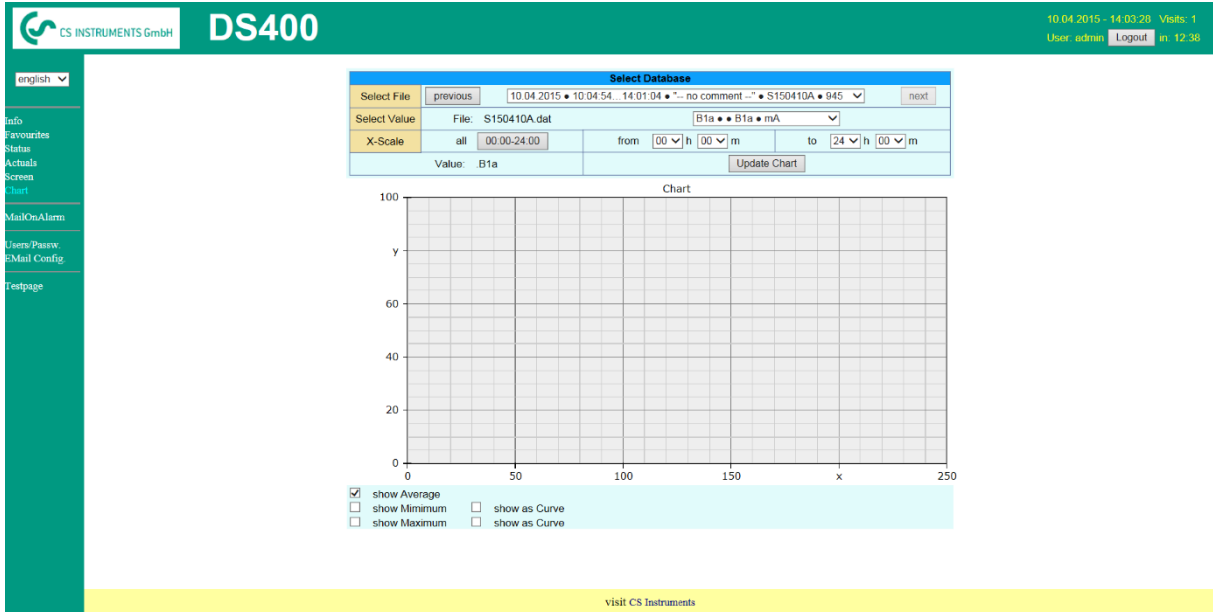 CS INSTRUMENTS GmbH
DS400
10.04.2015 - 14:03:28 Visits: 1
User: admin Logout in: 12:38
english
Info
Favourites
Status
Actuals
Screen
Chart
MailOnAlarm
Users/Passw.
EMail Config.
Testpage
Select Database
Select File previous 10.04.2015 ● 10:04:54... 14:01:04 ● "-- no comment --" ● S150410A ● 945 next
Select Value File: S150410A.dat B1a ● ● B1a ● mA
X-Scale all 00:00-24:00 from 00 h 00 m to 24 h 00 m
Value: .B1a Update Chart
Chart
100
y
60
40
20
0
0 50 100 150 x 250
show Average
show Mimimum show as Curve
show Maximum show as Curve
visit CS Instruments